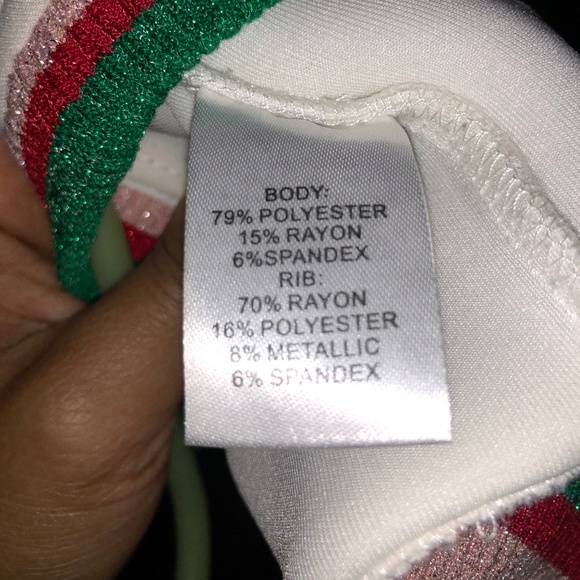 BODY:
79% POLYESTER
15% RAYON
6%SPANDEX
RIB:
70% RAYON
16% POLYESTER
8% METALLIC
6% SPANDEX